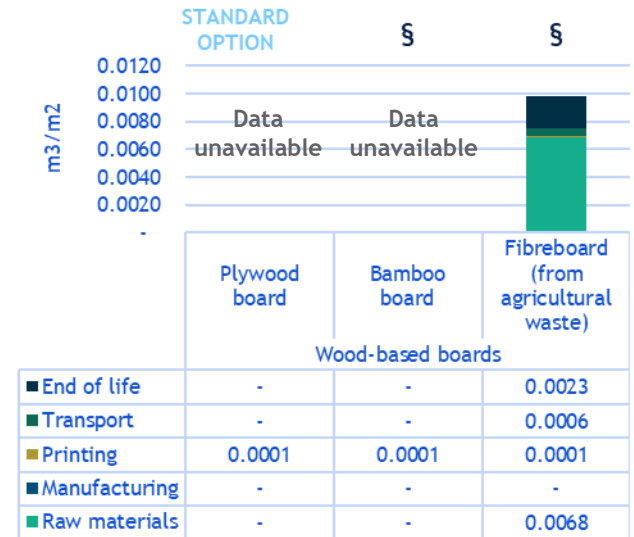 STANDARD
OPTION
§
§
m3/m2
0.0120
0.0100
0.0080
0.0060
0.0040
0.0020
-
Data
unavailable
Data
unavailable
Plywood
board
Bamboo
board
Fibreboard
(from
agricultural
waste)
Wood-based boards
End of life - - 0.0023
Transport - - 0.0006
Printing 0.0001 0.0001 0.0001
Manufacturing - - -
Raw materials - - 0.0068